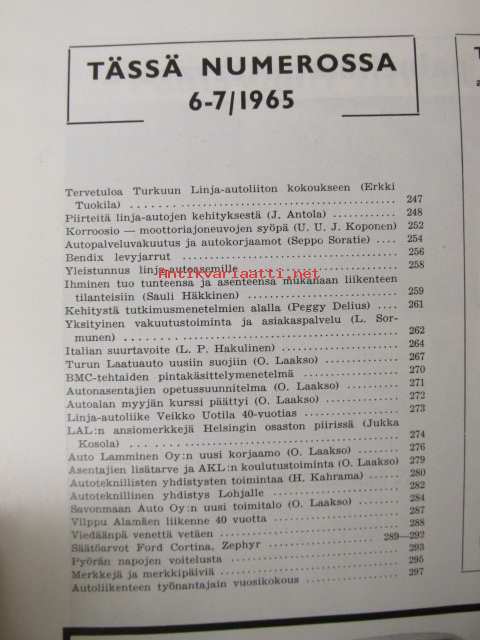 TÄSSÄ NUMEROSSA
6-7/1965
Tervetuloa Turkuun Linja-autoliiton kokoukseen (Erkki
Tuokila) 247
Piirteitä linja-autojen kehityksestä (J. Antola) 248
Korroosio — moottoriajoneuvojen syöpä (U. U. J. Koponen) 252
Autopalveluvakuutus ja autokorjaamot (Seppo Soratie) 254
Bendix levyjarrut 256
Yleistunnus linja-autoasemille 258
Antikvariaatti.net
Ihminen tuo tunteensa ja asenteensa mukanaan liikenteen
tilanteisiin (Sauli Häkkinen) 259
Kehitystä tutkimusmenetelmien alalla (Peggy Delius) 261
Yksityinen vakuutustoiminta ja asiakaspalvelu (L. Sor-
munen) 262
Italian suurtavoite (L. P. Hakulinen) 264
Turun Laatuauto uusiin suojiin (O. Laakso) 267
BMC-tehtaiden pintakäsittelymenetelmä 270
Autonasentajien opetussuunnitelma (O. Laakso) 271
Autoalan myyjän kurssi päättyi (O. Laakso) 272
Linja-autoliike Veikko Uotila 40-vuotias 273
LAL:n ansiomerkkejä Helsingin osaston piirissä (Jukka
Kosola) 274
Auto Lamminen Oy:n uusi korjaamo (O. Laakso) 276
Asentajien lisätarve ja AKL:n koulutustoiminta (O. Laakso) 279
Autoteknillisten yhdistysten toimintaa (H. Kahrama) 280
Autoteknillinen yhdistys Lohjalle 282
Savonmaan Auto Oy:n uusi toimitalo (O. Laakso) 284
Vilppu Alamäen liikenne 40 vuotta 287
Viedäänpä venettä vetäen 288
Säätöarvot Ford Cortina, Zephyr 289—292
Pyörän napojen voitelusta 293
Merkkejä ja merkkipäiviä 295
Autoliikenteen työnantajain vuosikokous 297